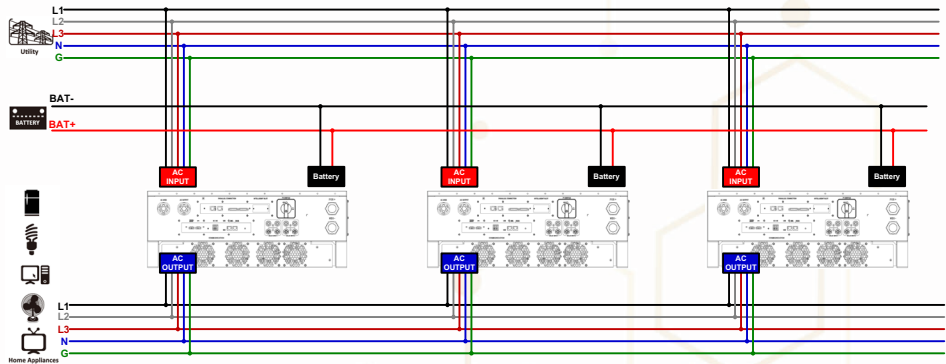 L1
L2
L3
N
G
Utility
BAT-
BATTERY
BAT+
AC
INPUT
Battery
AC
INPUT
Battery
AC
INPUT
Battery
AC
OUTPUT
AC
OUTPUT
AC
OUTPUT
L1
L2
L3
N
G
Home Appliances